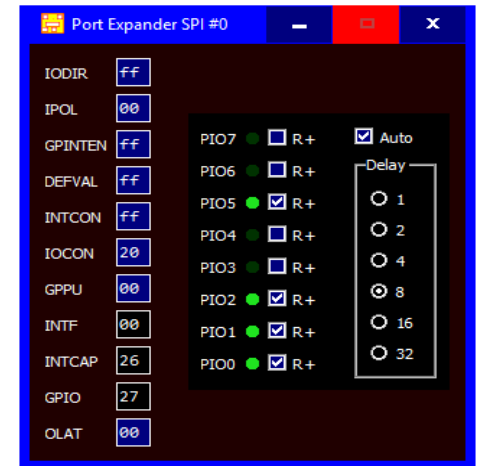 Port Expander SPI #0
IODIR ff
IPOL 00
GPINTEN ff
DEFVAL ff
INTCON ff
IOCON 20
GPPU 00
INTF 00
INTCAP 26
GPIO 27
OLAT 00
PIO7 R+
PIO6 R+
PIO5 R+
PIO4 R+
PIO3 R+
PIO2 R+
PIO1 R+
PIO0 R+
Auto
Delay
1
2
4
8
16
32